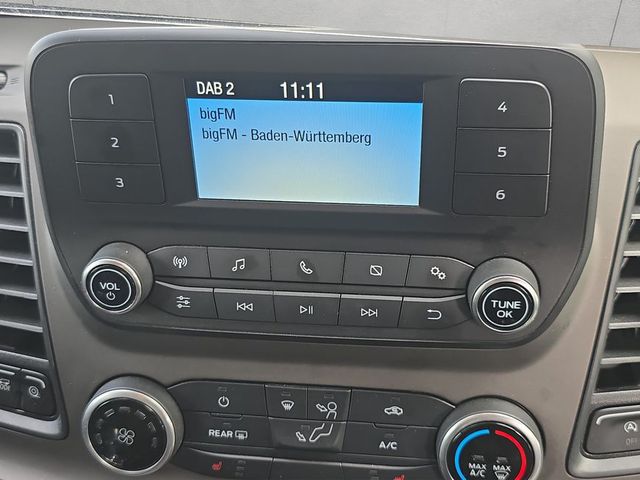 DAB 2 11:11
bigFM
bigFM - Baden-Württemberg
1
2
3
4
5
6
VOL
TUNE
OK
REAR
A/C
MAX
A/C
MAX
OFF